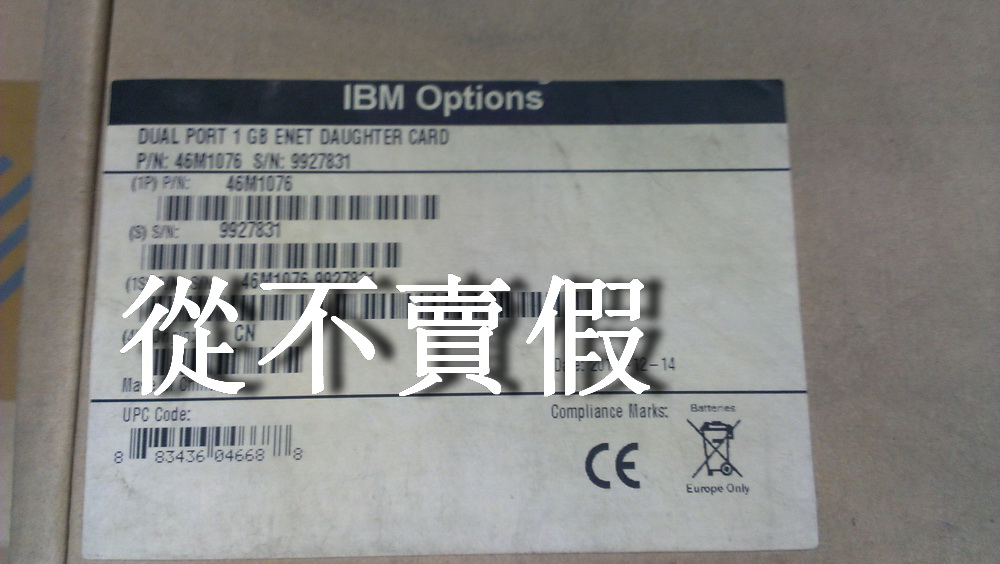 IBM Options
DUAL PORT 1 GB ENET DAUGHTER CARD
P/N: 46M1076 S/N: 9927831
(1P) P/N: 46M1076
(S) S/N: 9927831
46M1076 9927831
從不賣假
CN
-12-14
UPC Code:
Compliance Marks:
Batteries
8 83436 04668 8
CE
Europe Only